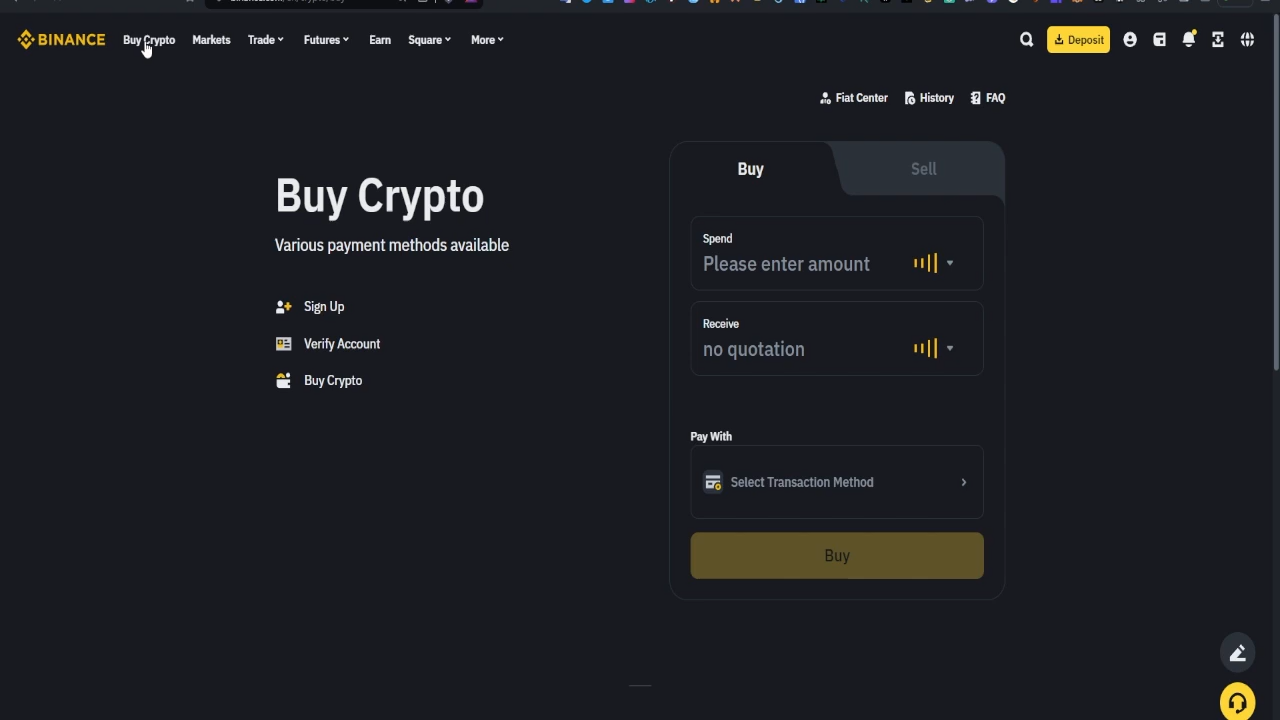 BINANCE
Buy Crypto
Markets
Trade
Futures
Earn
Square
More
Deposit
Fiat Center
History
FAQ
Buy Crypto
Various payment methods available
Sign Up
Verify Account
Buy Crypto
Buy
Sell
Spend
Please enter amount
Receive
no quotation
Pay With
Select Transaction Method
Buy